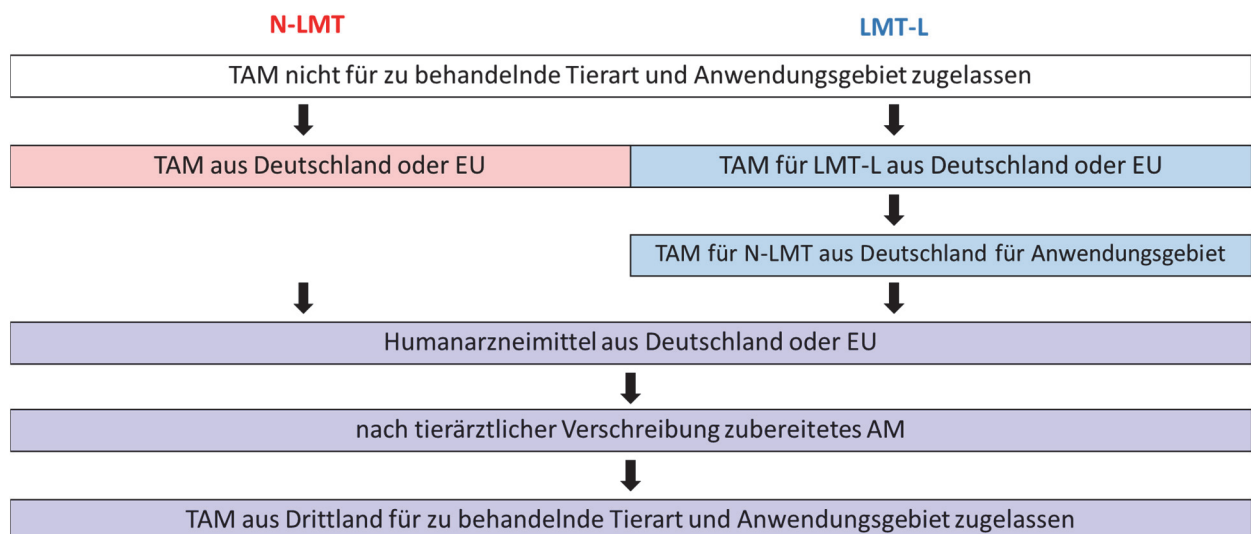 N-LMT
LMT-L
TAM nicht für zu behandelnde Tierart und Anwendungsgebiet zugelassen
TAM aus Deutschland oder EU
TAM für LMT-L aus Deutschland oder EU
TAM für N-LMT aus Deutschland für Anwendungsgebiet
Humanarzneimittel aus Deutschland oder EU
nach tierärztlicher Verschreibung zubereitetes AM
TAM aus Drittland für zu behandelnde Tierart und Anwendungsgebiet zugelassen